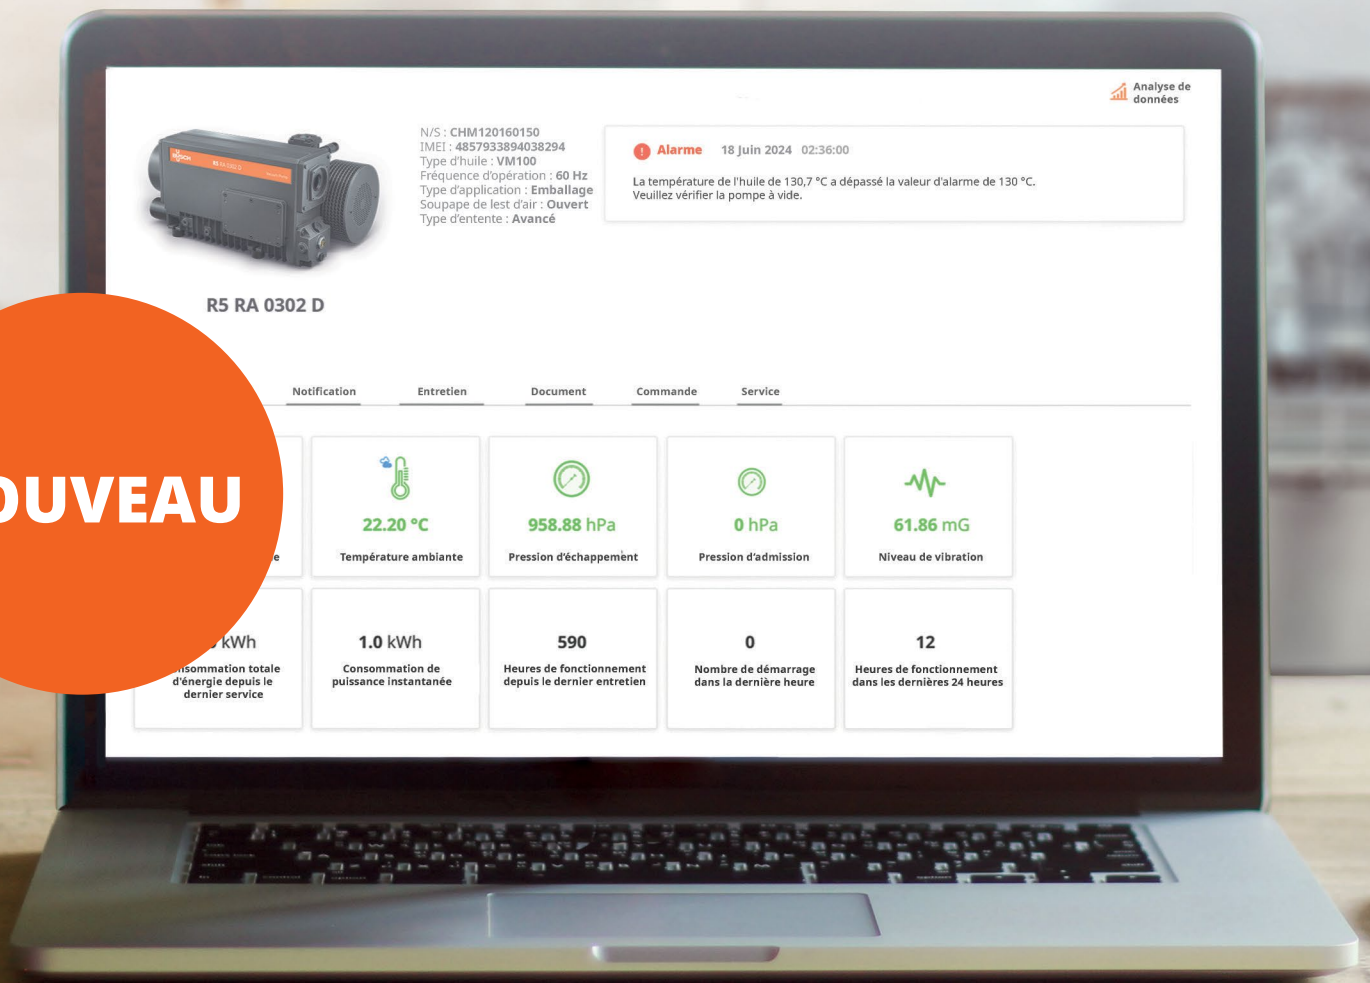 Analyse de
données
N/S : CHM120160150
IMEI : 4857933894038294
Type d'huile : VM100
Fréquence d'opération : 60 Hz
Type d'application : Emballage
Soupape de lest d'air : Ouvert
Type d'entente : Avancé
Alarme 18 Juin 2024 02:36:00
La température de l'huile de 130,7 °C a dépassé la valeur d'alarme de 130 °C.
Veuillez vérifier la pompe à vide.
BUSCH
R5 RA 0302 D
R5 RA 0302 D
Notification Entretien Document Commande Service
OUVEAU
22.20 °C
Température ambiante
958.88 hPa
Pression d'échappement
0 hPa
Pression d'admission
61.86 mG
Niveau de vibration
kWh
nsommation totale
d'énergie depuis le
dernier service
1.0 kWh
Consommation de
puissance instantanée
590
Heures de fonctionnement
depuis le dernier entretien
0
Nombre de démarrage
dans la dernière heure
12
Heures de fonctionnement
dans les dernières 24 heures